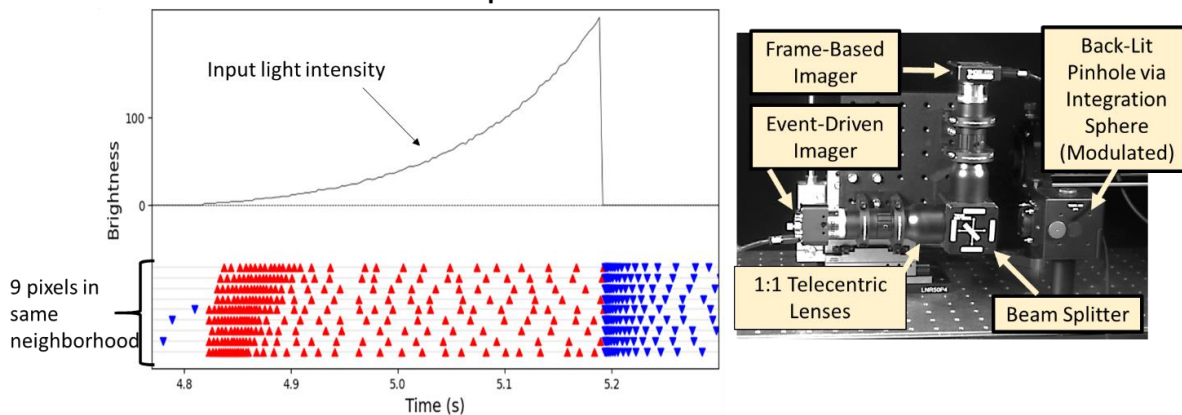 Input light intensity
100
0
Brightness
9 pixels in
same
neighborhood
4.8
4.9
5.0
5.1
5.2
Time (s)
Frame-Based
Imager
Event-Driven
Imager
Back-Lit
Pinhole via
Integration
Sphere
(Modulated)
1:1 Telecentric
Lenses
LNR50P4
Beam Splitter